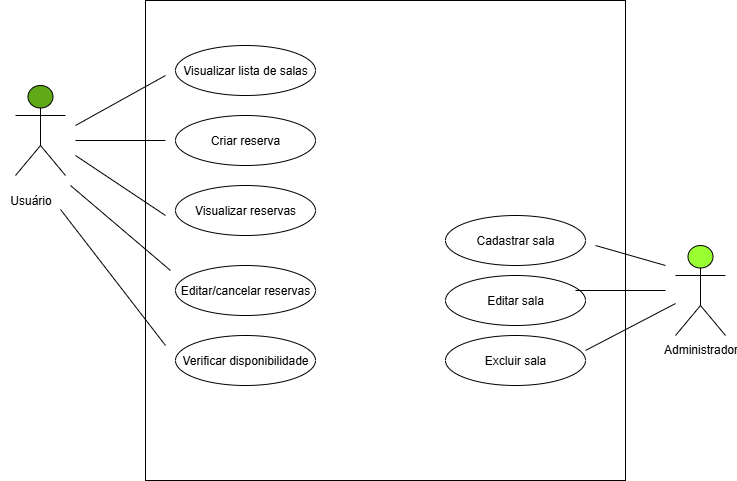 Visualizar lista de salas
Criar reserva
Usuário
Visualizar reservas
Cadastrar sala
Editar/cancelar reservas
Editar sala
Administrador
Verificar disponibilidade
Excluir sala